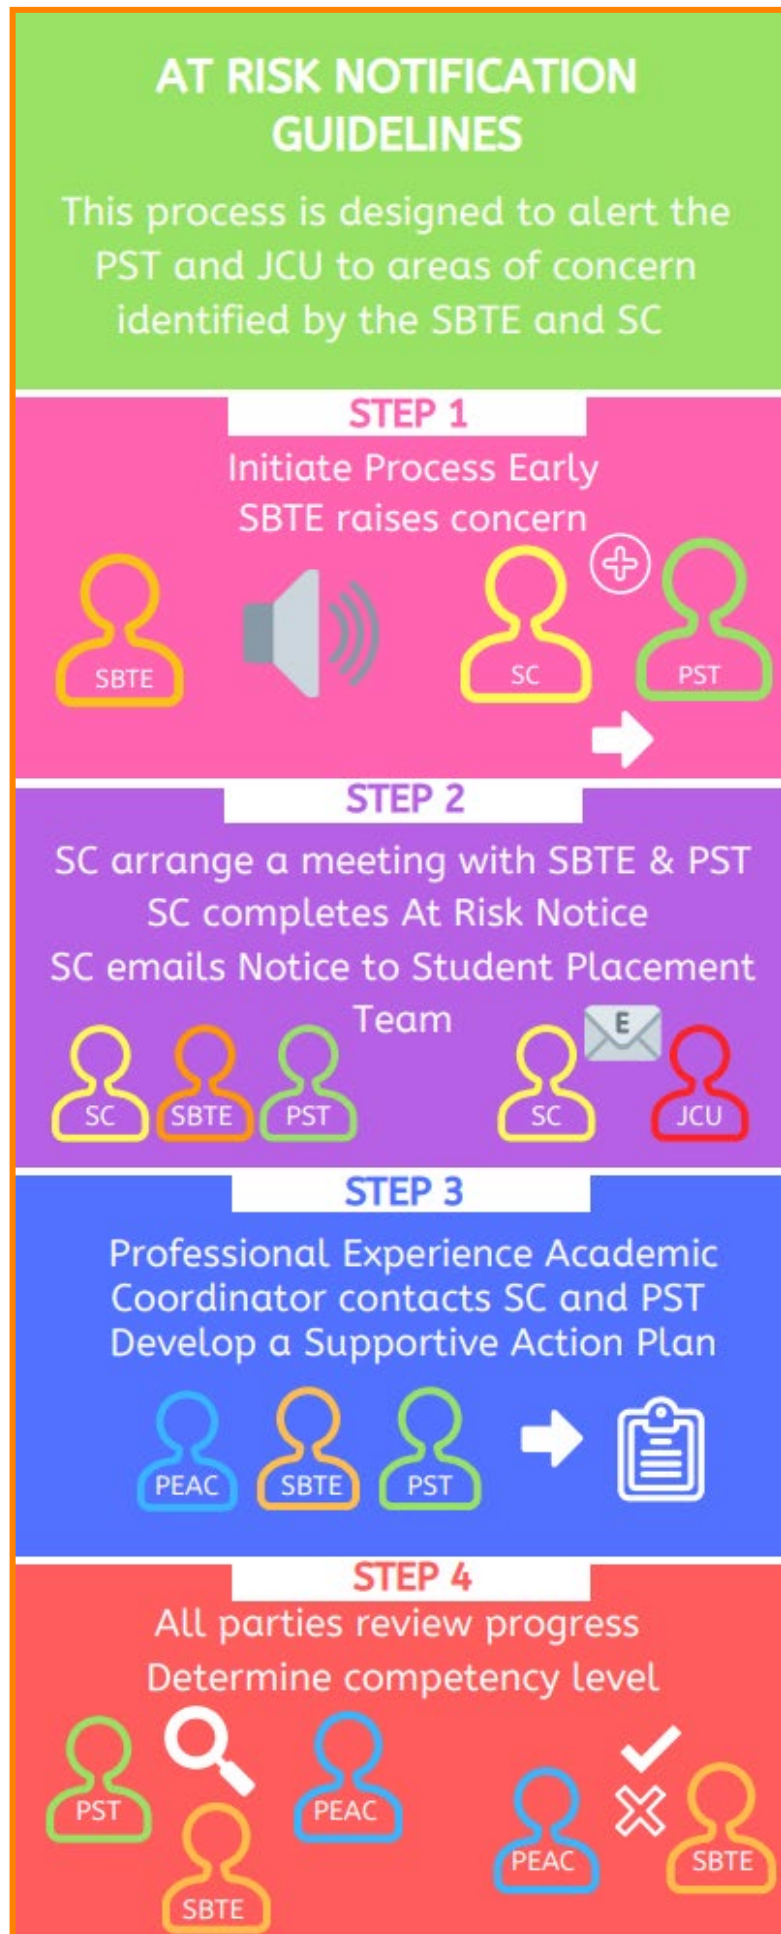 AT RISK NOTIFICATION
GUIDELINES
This process is designed to alert the
PST and JCU to areas of concern
identified by the SBTE and SC
STEP 1
Initiate Process Early
SBTE raises concern
SBTE
SC
PST
STEP 2
SC arrange a meeting with SBTE & PST
SC completes At Risk Notice
SC emails Notice to Student Placement
Team
E
SC
SBTE
PST
SC
JCU
STEP 3
Professional Experience Academic
Coordinator contacts SC and PST
Develop a Supportive Action Plan
PEAC
SBTE
PST
STEP 4
All parties review progress
Determine competency level
PST
PEAC
SBTE
PEAC
SBTE